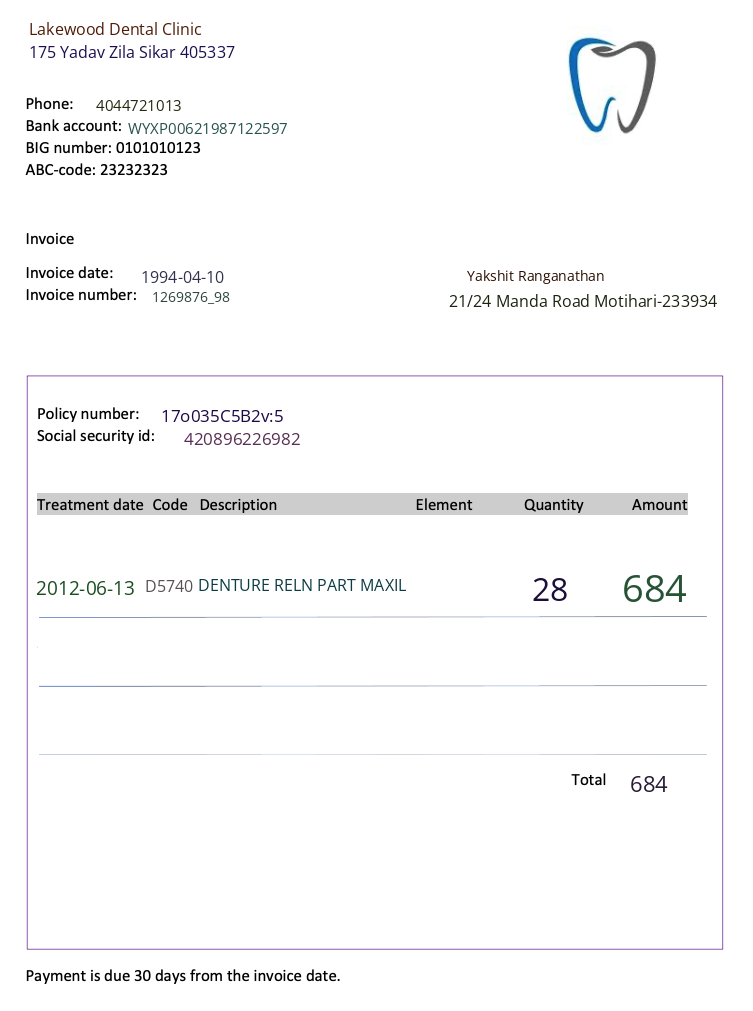 Lakewood Dental Clinic
175 Yadav Zila Sikar 405337
Phone: 4044721013
Bank account: WYXP00621987122597
BIG number: 0101010123
ABC-code: 23232323
Invoice
Invoice date: 1994-04-10
Invoice number: 1269876_98
Yakshit Ranganathan
21/24 Manda Road Motihari-233934
Policy number: 17o035C5B2v:5
Social security id: 420896226982
Treatment date Code Description Element Quantity Amount
2012-06-13 D5740 DENTURE RELN PART MAXIL 28 684
Total 684
Payment is due 30 days from the invoice date.